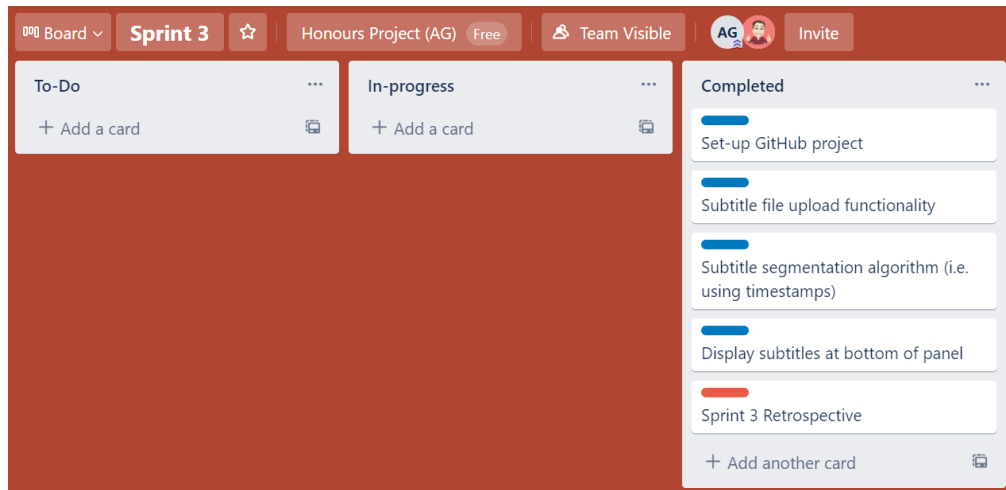 Board Sprint 3 Honours Project (AG) Free Team Visible AG Invite
To-Do
+ Add a card
In-progress
+ Add a card
Completed
Set-up GitHub project
Subtitle file upload functionality
Subtitle segmentation algorithm (i.e.
using timestamps)
Display subtitles at bottom of panel
Sprint 3 Retrospective
+ Add another card